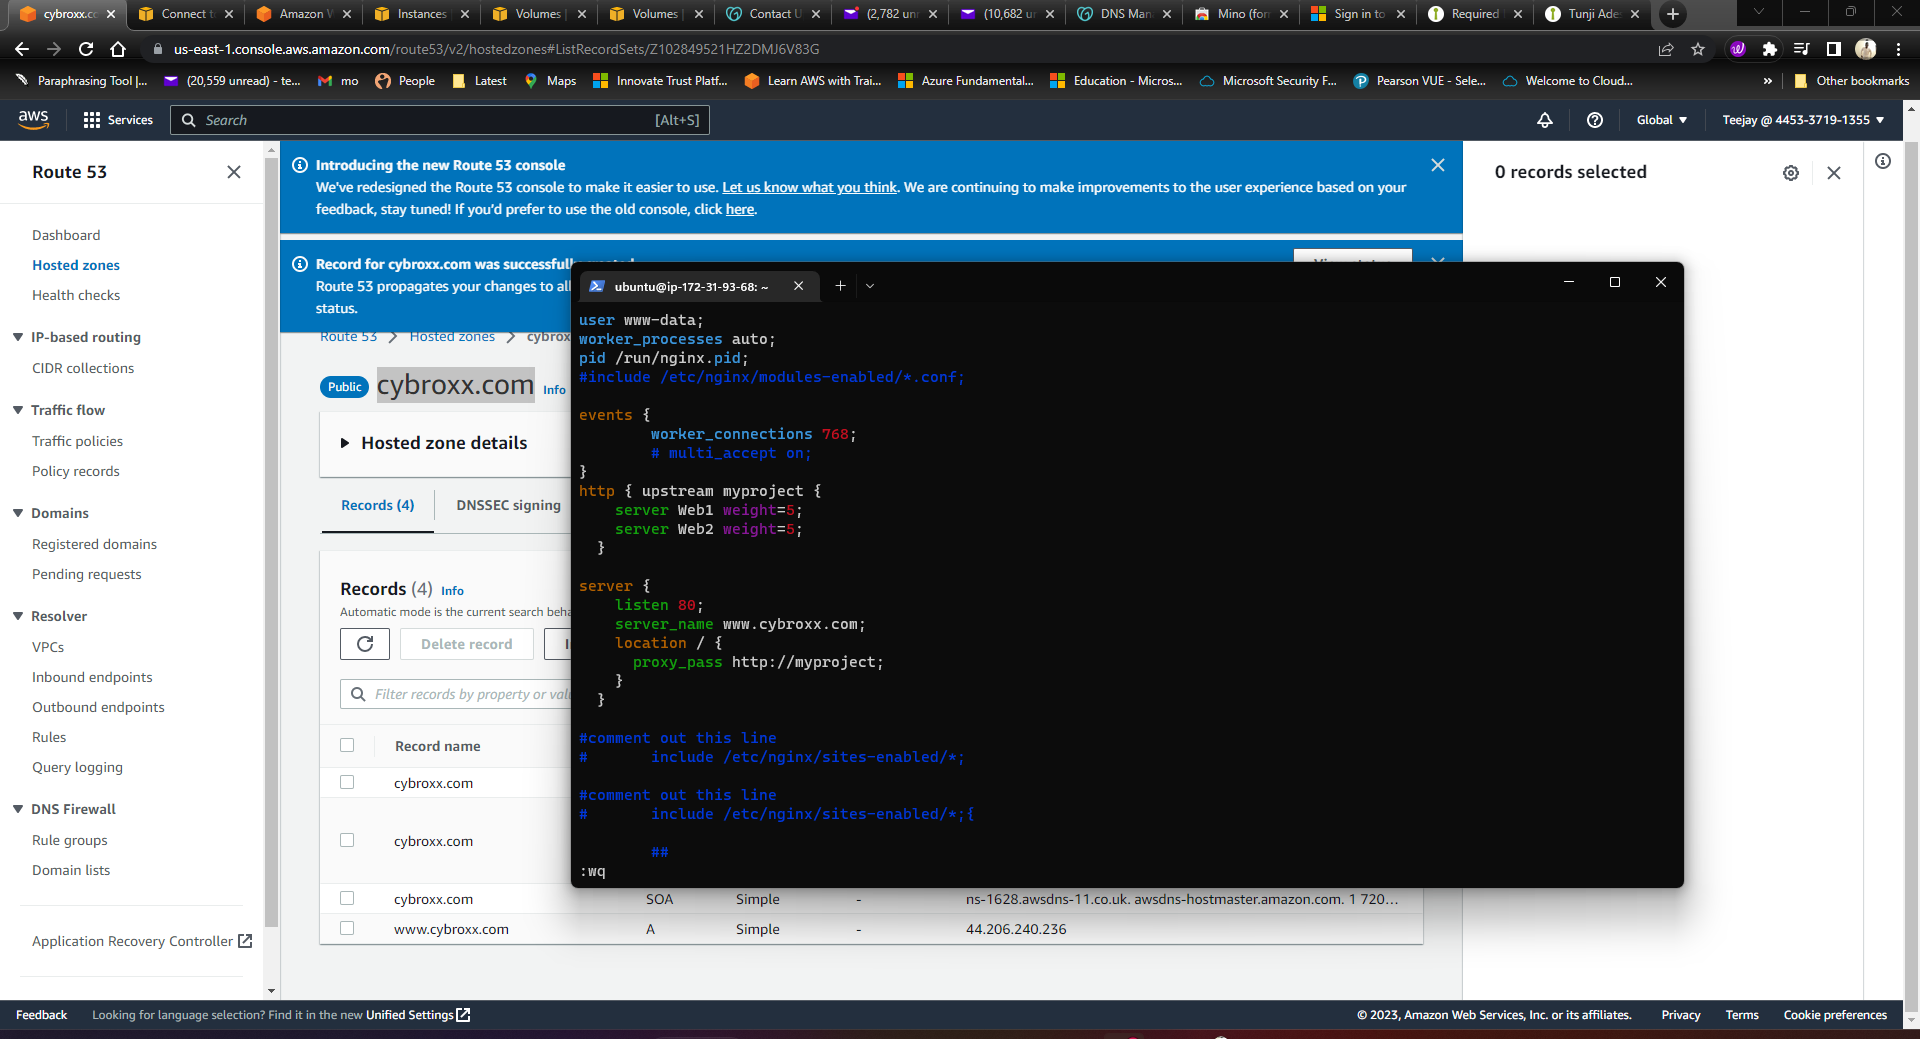 cybroxx.co
Connect t
Amazon W
Instances
Volumes |
Volumes |
Contact U
(2,782 un
(10,682 u
DNS Man
Mino (for
Sign in to
Required
Tunji Ade
us-east-1.console.aws.amazon.com/route53/v2/hostedzones#ListRecordSets/Z102849521HZ2DMJ6V83G
Paraphrasing Tool |...
(20,559 unread) - te...
mo
People
Latest
Maps
Innovate Trust Platf...
Learn AWS with Trai...
Azure Fundamental...
Education - Micros...
Microsoft Security F...
Pearson VUE - Sele...
Welcome to Cloud...
»
Other bookmarks
aws
Services
Search
[Alt+S]
Global
Teejay @ 4453-3719-1355
Route 53
Dashboard
Hosted zones
Health checks
IP-based routing
CIDR collections
Traffic flow
Traffic policies
Policy records
Domains
Registered domains
Pending requests
Resolver
VPCs
Inbound endpoints
Outbound endpoints
Rules
Query logging
DNS Firewall
Rule groups
Domain lists
Application Recovery Controller
Introducing the new Route 53 console
We've redesigned the Route 53 console to make it easier to use. Let us know what you think. We are continuing to make improvements to the user experience based on your
feedback, stay tuned! If you'd prefer to use the old console, click here.
Record for cybroxx.com was successfull
Route 53 propagates your changes to all
status.
Route 53
Hosted zones
cybrox
Public
cybroxx.com
Info
Hosted zone details
Records (4)
DNSSEC signing
Records (4)
Info
Automatic mode is the current search beha
Delete record
Filter records by property or valu
Record name
cybroxx.com
cybroxx.com
cybroxx.com
SOA
Simple
-
ns-1628.awsdns-11.co.uk. awsdns-hostmaster.amazon.com. 1 720...
www.cybroxx.com
A
Simple
-
44.206.240.236
0 records selected
ubuntu@ip-172-31-93-68: ~
user www-data;
worker_processes auto;
pid /run/nginx.pid;
#include /etc/nginx/modules-enabled/*.conf;
events {
worker_connections 768;
# multi_accept on;
}
http { upstream myproject {
server Web1 weight=5;
server Web2 weight=5;
}
server {
listen 80;
server_name www.cybroxx.com;
location / {
proxy_pass http://myproject;
}
}
#comment out this line
# include /etc/nginx/sites-enabled/*;
#comment out this line
# include /etc/nginx/sites-enabled/*;{
##
:wq
Feedback
Looking for language selection? Find it in the new Unified Settings
© 2023, Amazon Web Services, Inc. or its affiliates.
Privacy
Terms
Cookie preferences